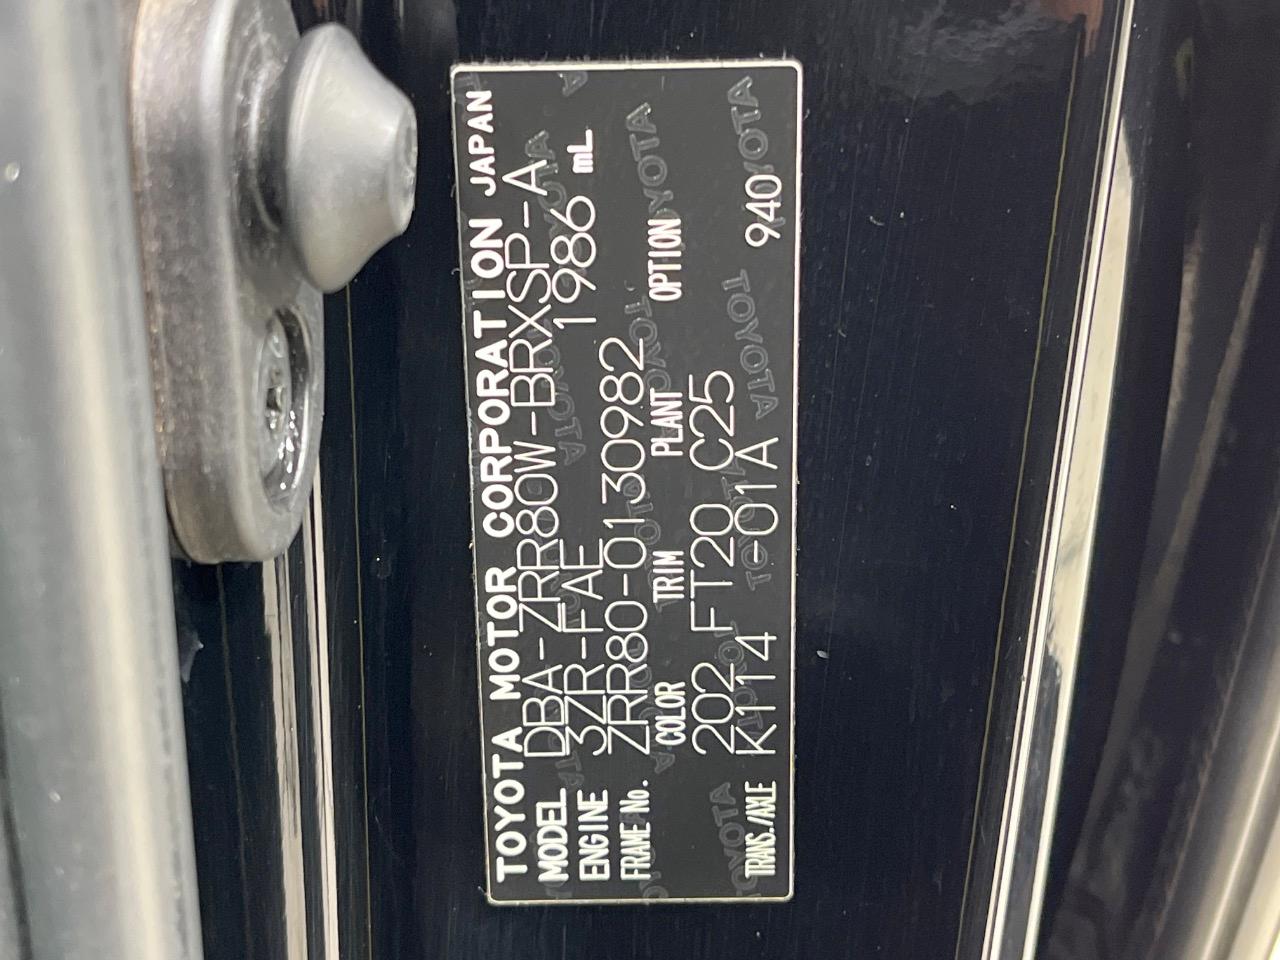 TOYOTA MOTOR CORPORATION JAPAN
MODEL DBA-ZRR80W-BRXSP-A
ENGINE 3ZR-FAE 1986 mL
FRAME No. ZRR80-0130982
COLOR TRIM PLANT OPTION
202 FT20 C25
TRANS./AXLE K114 -01A 940